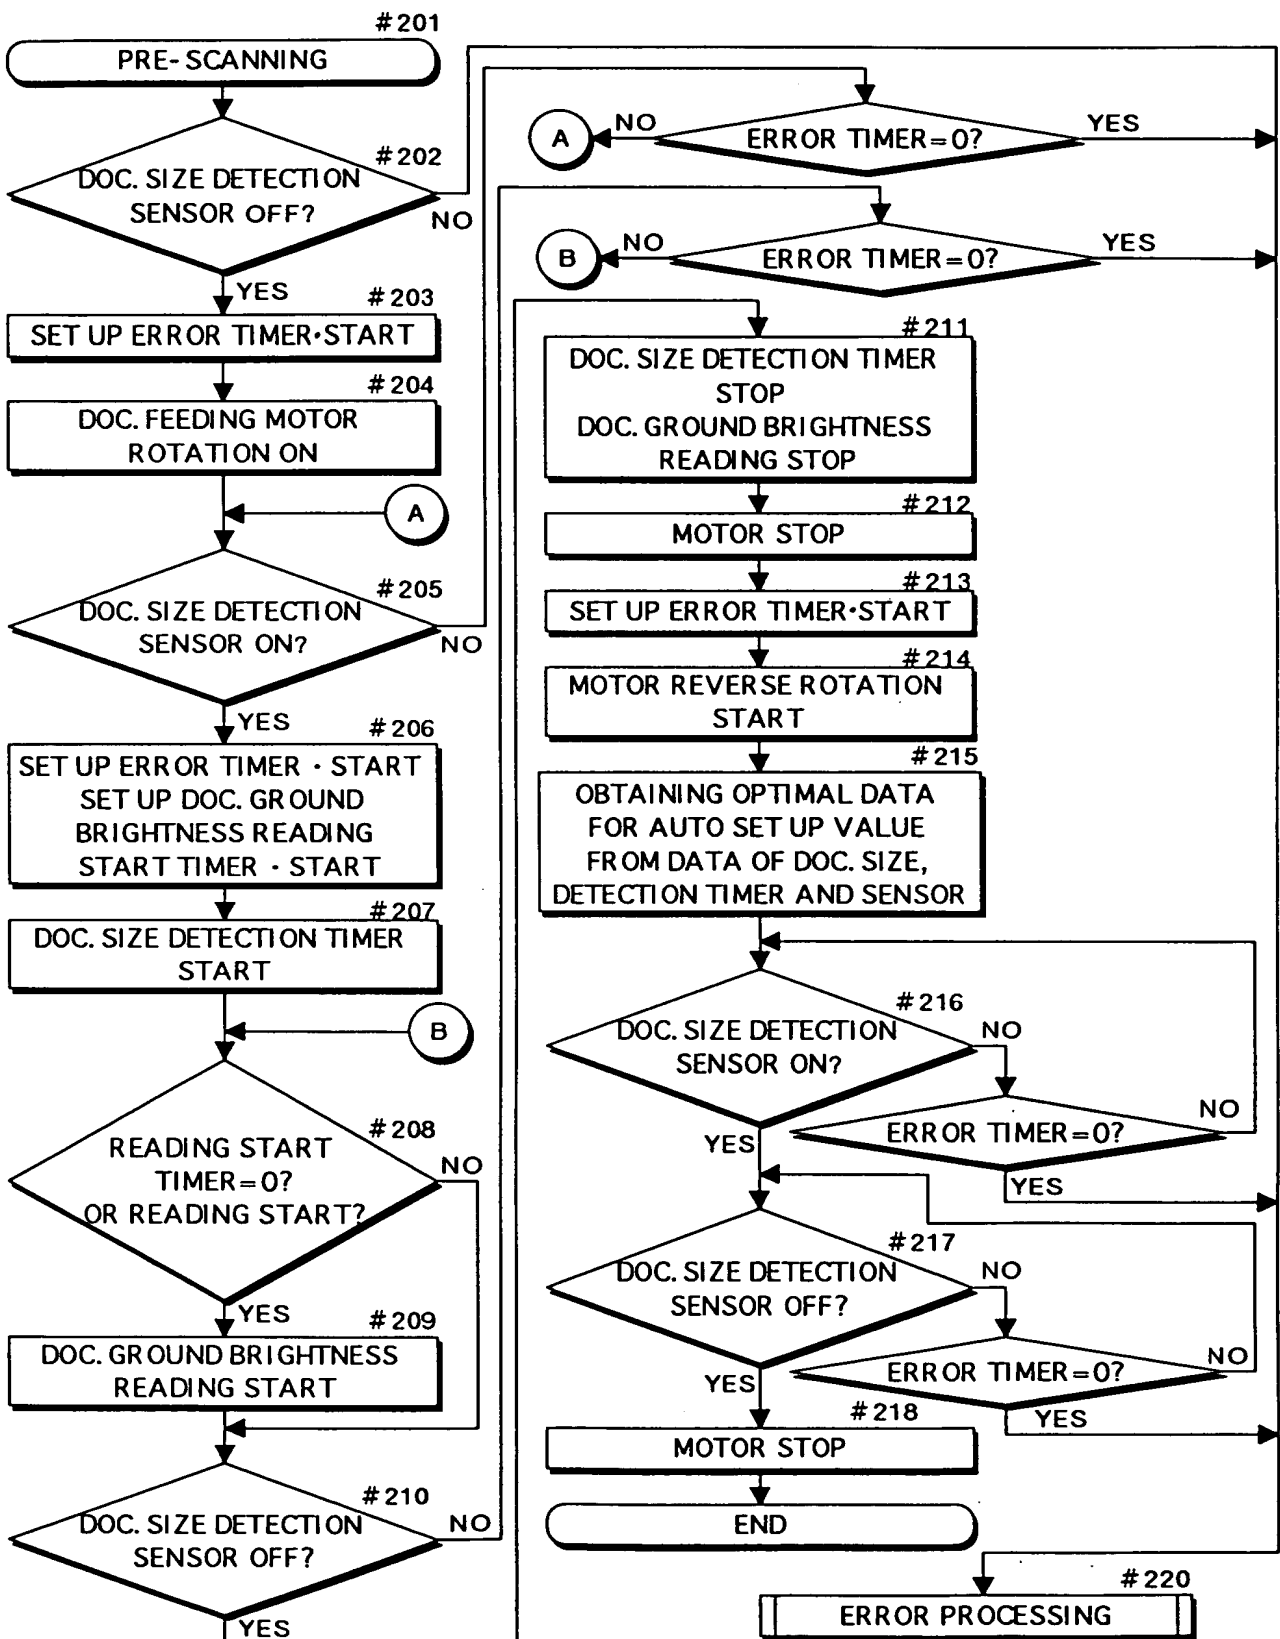 #201
PRE-SCANNING
#202
DOC. SIZE DETECTION
SENSOR OFF?
NO
YES
#203
SET UP ERROR TIMER·START
#204
DOC. FEEDING MOTOR
ROTATION ON
A
#205
DOC. SIZE DETECTION
SENSOR ON?
NO
YES
#206
SET UP ERROR TIMER · START
SET UP DOC. GROUND
BRIGHTNESS READING
START TIMER · START
#207
DOC. SIZE DETECTION TIMER
START
B
#208
READING START
TIMER=0?
OR READING START?
NO
YES
#209
DOC. GROUND BRIGHTNESS
READING START
#210
DOC. SIZE DETECTION
SENSOR OFF?
NO
YES
A
NO
ERROR TIMER=0?
YES
B
NO
ERROR TIMER=0?
YES
#211
DOC. SIZE DETECTION TIMER
STOP
DOC. GROUND BRIGHTNESS
READING STOP
#212
MOTOR STOP
#213
SET UP ERROR TIMER·START
#214
MOTOR REVERSE ROTATION
START
#215
OBTAINING OPTIMAL DATA
FOR AUTO SET UP VALUE
FROM DATA OF DOC. SIZE,
DETECTION TIMER AND SENSOR
#216
DOC. SIZE DETECTION
SENSOR ON?
NO
YES
ERROR TIMER=0?
NO
YES
#217
DOC. SIZE DETECTION
SENSOR OFF?
NO
YES
ERROR TIMER=0?
NO
YES
#218
MOTOR STOP
END
#220
ERROR PROCESSING